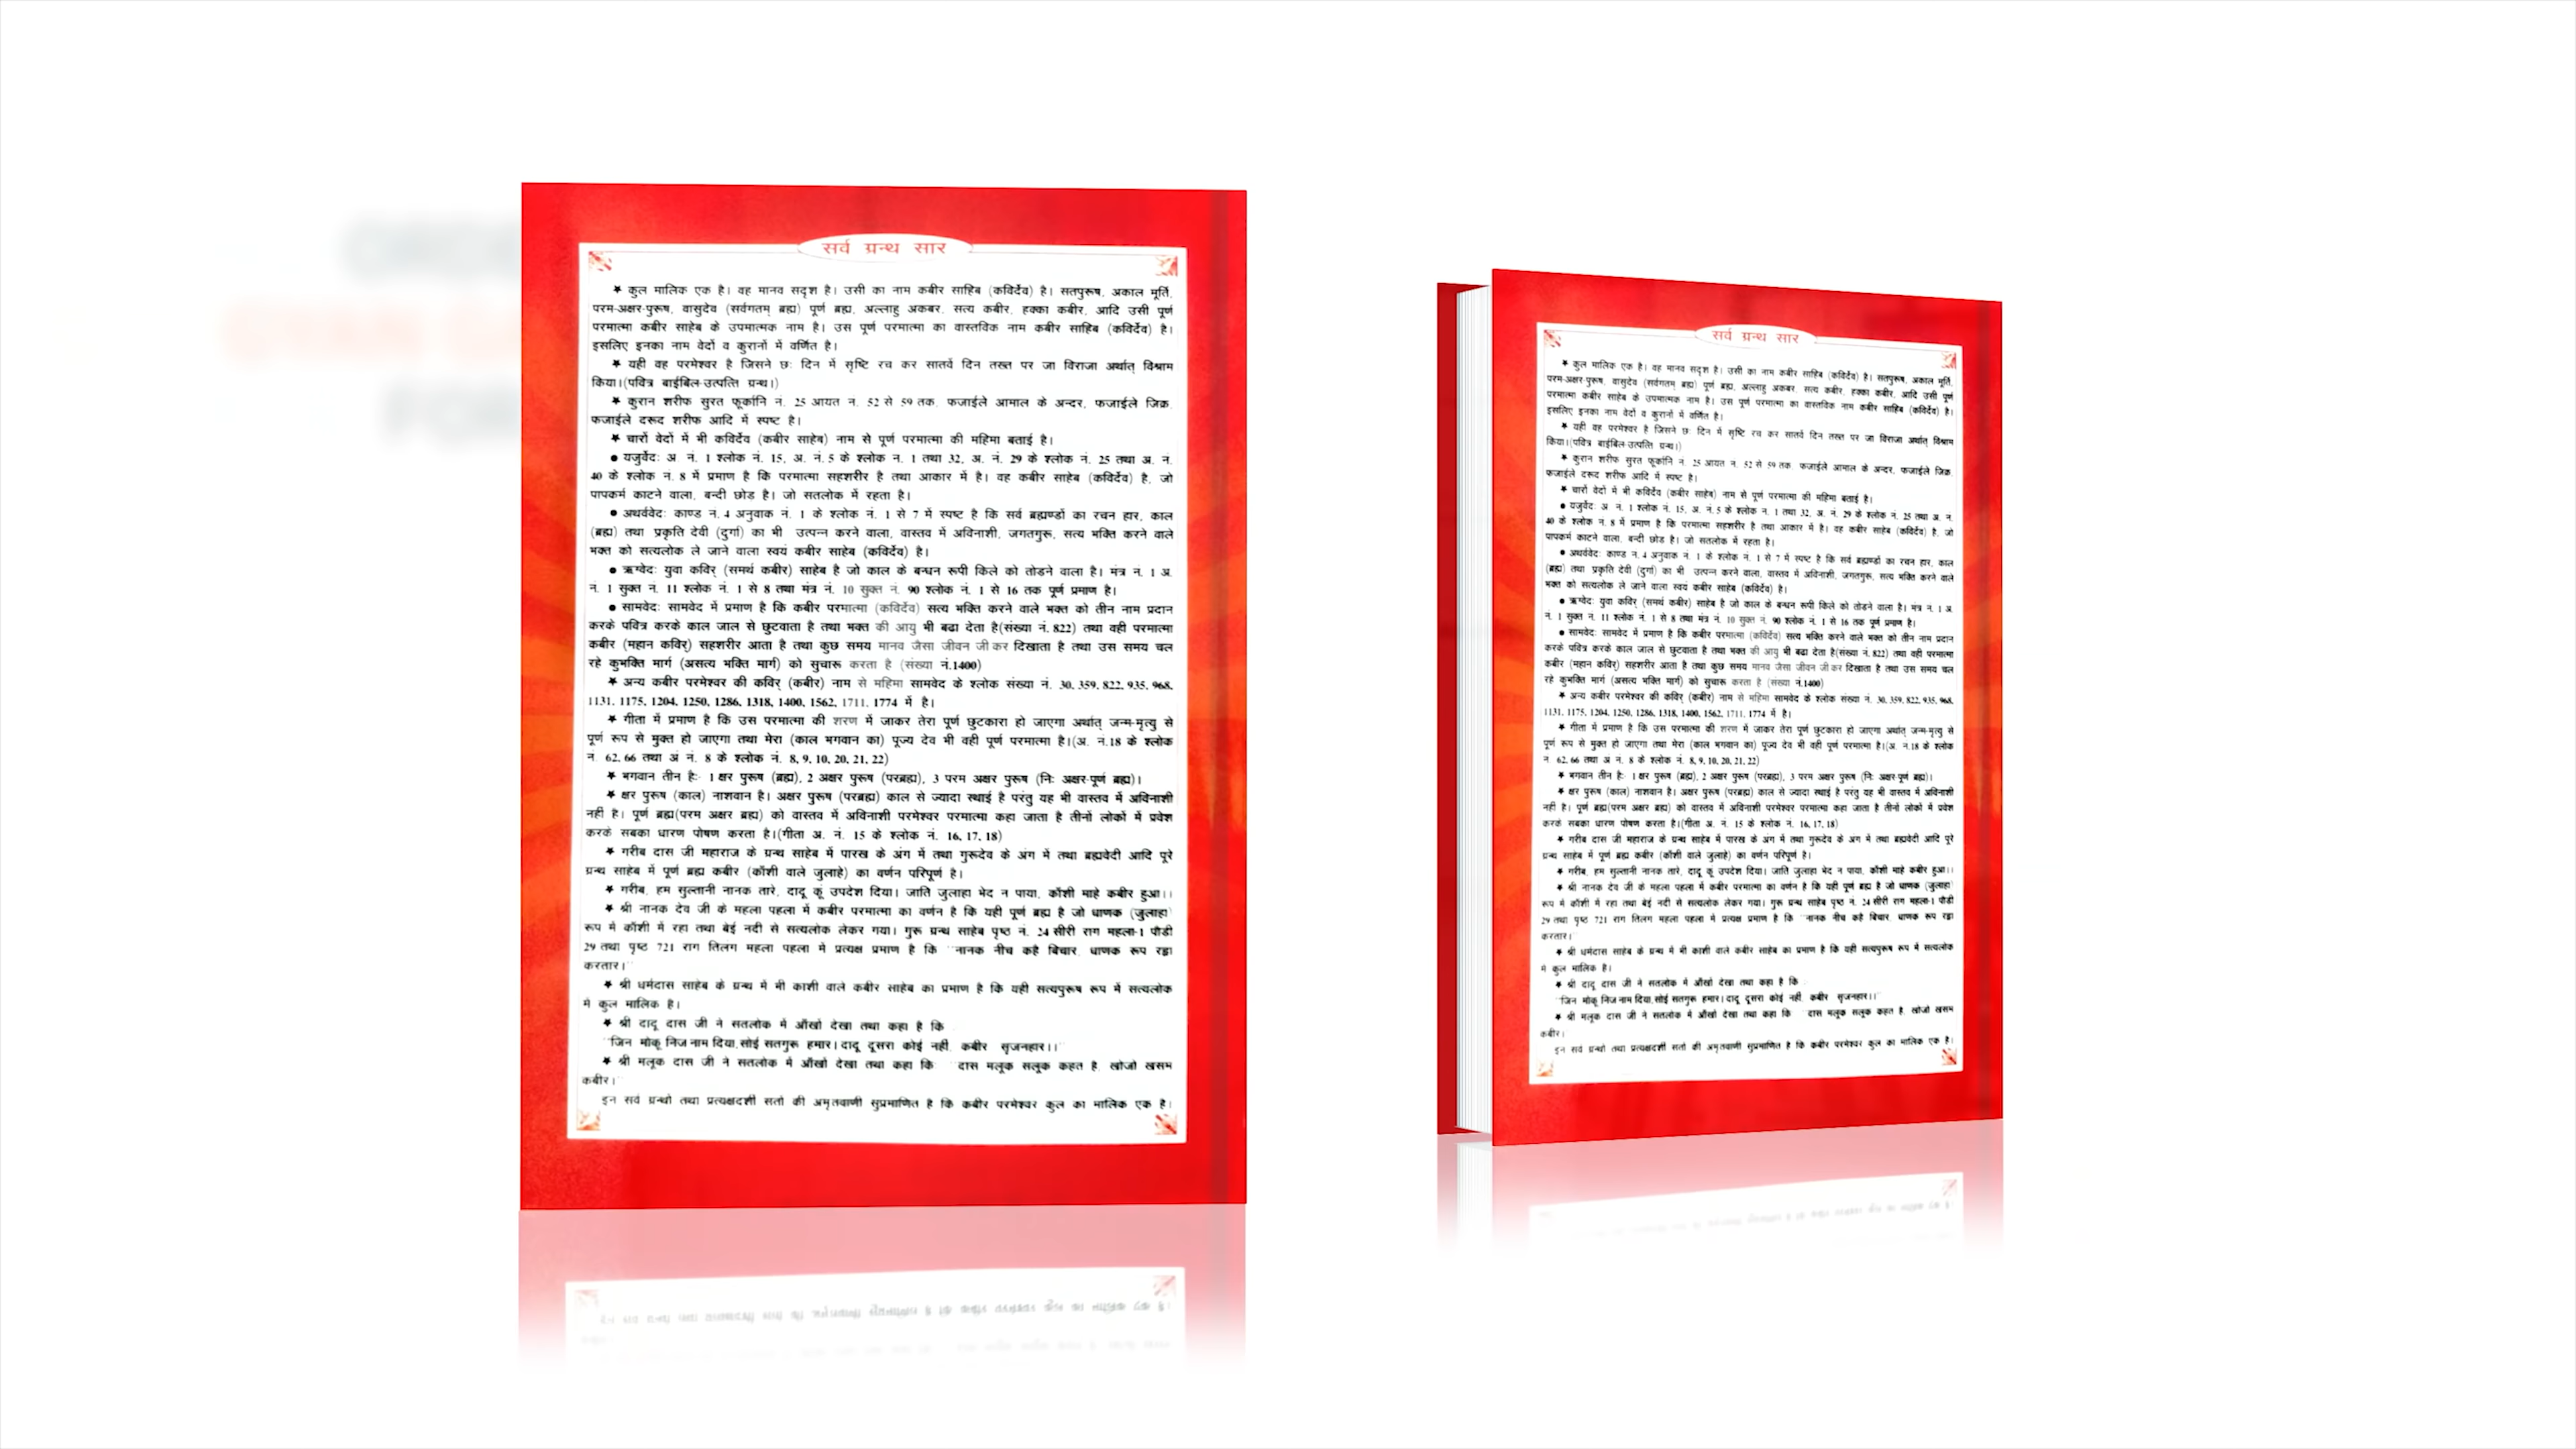 सर्व ग्रन्थ सार
★ कुल मालिक एक है। वह मानव सदृश है। उसी का नाम कबीर साहिब (कविर्देव) है। सतपुरूष, अकाल मूर्ति,
परम-अक्षर-पुरूष, वासुदेव (सर्वगतम् ब्रह्म) पूर्ण ब्रह्म, अल्लाहु अकबर, सत्य कबीर, हक्का कबीर, आदि उसी पूर्ण
परमात्मा कबीर साहेब के उपमात्मक नाम है। उस पूर्ण परमात्मा का वास्तविक नाम कबीर साहिब (कविर्देव) है।
इसलिए इनका नाम वेदों व कुरानों में वर्णित है।
★ यही वह परमेश्वर है जिसने छः दिन में सृष्टि रच कर सातवें दिन तख्त पर जा विराजा अर्थात् विश्राम
किया।(पवित्र बाईबिल-उत्पत्ति ग्रन्थ।)
★ कुरान शरीफ सुरत फूर्कानि नं. 25 आयत न. 52 से 59 तक, फजाईले आमाल के अन्दर, फजाईले जिक्र,
फजाईले दरूद शरीफ आदि में स्पष्ट है।
★ चारों वेदों में भी कविर्देव (कबीर साहेब) नाम से पूर्ण परमात्मा की महिमा बताई है।
● यजुर्वेदः अ नं. 1 श्लोक नं. 15, अ. नं. 5 के श्लोक न. 1 तथा 32, अ. नं. 29 के श्लोक नं. 25 तथा अ. न.
40 के श्लोक न. 8 में प्रमाण है कि परमात्मा सहशरीर है तथा आकार में है। वह कबीर साहेब (कविर्देव) है, जो
पापकर्म काटने वाला, बन्दी छोड है। जो सतलोक में रहता है।
● अथर्ववेदः काण्ड न. 4 अनुवाक नं. 1 के श्लोक नं. 1 से 7 में स्पष्ट है कि सर्व ब्रह्मण्डों का रचन हार, काल
(ब्रह्म) तथा प्रकृति देवी (दुर्गा) का भी उत्पन्न करने वाला, वास्तव में अविनाशी, जगतगुरू, सत्य भक्ति करने वाले
भक्त को सत्यलोक ले जाने वाला स्वयं कबीर साहेब (कविर्देव) है।
● ऋग्वेदः युवा कविर् (समर्थ कबीर) साहेब है जो काल के बन्धन रूपी किले को तोडने वाला है। मंत्र न. 1 अ.
नं. 1 सुक्त नं. 11 श्लोक नं. 1 से 8 तथा मंत्र नं. 10 सुक्त नं. 90 श्लोक नं. 1 से 16 तक पूर्ण प्रमाण है।
● सामवेदः सामवेद में प्रमाण है कि कबीर परमात्मा (कविर्देव) सत्य भक्ति करने वाले भक्त को तीन नाम प्रदान
करके पवित्र करके काल जाल से छुटवाता है तथा भक्त की आयु भी बढा देता है(संख्या नं. 822) तथा वही परमात्मा
कबीर (महान कविर्) सहशरीर आता है तथा कुछ समय मानव जैसा जीवन जी कर दिखाता है तथा उस समय चल
रहे कुभक्ति मार्ग (असत्य भक्ति मार्ग) को सुचारू करता है (संख्या नं.1400)
★ अन्य कबीर परमेश्वर की कविर् (कबीर) नाम से महिमा सामवेद के श्लोक संख्या नं. 30, 359, 822, 935, 968,
1131, 1175, 1204, 1250, 1286, 1318, 1400, 1562, 1711, 1774 में है।
★ गीता में प्रमाण है कि उस परमात्मा की शरण में जाकर तेरा पूर्ण छुटकारा हो जाएगा अर्थात् जन्म-मृत्यु से
पूर्ण रूप से मुक्त हो जाएगा तथा मेरा (काल भगवान का) पूज्य देव भी वही पूर्ण परमात्मा है।(अ. नं.18 के श्लोक
नं. 62, 66 तथा अं नं. 8 के श्लोक नं. 8, 9, 10, 20, 21, 22)
★ भगवान तीन हैः- 1 क्षर पुरूष (ब्रह्म), 2 अक्षर पुरूष (परब्रह्म), 3 परम अक्षर पुरूष (निः अक्षर-पूर्ण ब्रह्म)।
★ क्षर पुरूष (काल) नाशवान है। अक्षर पुरूष (परब्रह्म) काल से ज्यादा स्थाई है परंतु यह भी वास्तव में अविनाशी
नहीं है। पूर्ण ब्रह्म(परम अक्षर ब्रह्म) को वास्तव में अविनाशी परमेश्वर परमात्मा कहा जाता है तीनों लोकों में प्रवेश
करके सबका धारण पोषण करता है।(गीता अ. नं. 15 के श्लोक नं. 16, 17, 18)
★ गरीब दास जी महाराज के ग्रन्थ साहेब में पारख के अंग में तथा गुरूदेव के अंग में तथा ब्रह्मवेदी आदि पूरे
ग्रन्थ साहेब में पूर्ण ब्रह्म कबीर (काँशी वाले जुलाहे) का वर्णन परिपूर्ण है।
★ गरीब, हम सुल्तानी नानक तारे, दादू कूं उपदेश दिया। जाति जुलाहा भेद न पाया, काँशी माहे कबीर हुआ।।
★ श्री नानक देव जी के महला पहला में कबीर परमात्मा का वर्णन है कि यही पूर्ण ब्रह्म है जो धाणक (जुलाहा)
रूप में काँशी में रहा तथा बेई नदी से सत्यलोक लेकर गया। गुरू ग्रन्थ साहेब पृष्ठ नं. 24 सीरी राग महला-1 पौडी
29 तथा पृष्ठ 721 राग तिलंग महला पहला में प्रत्यक्ष प्रमाण है कि "नानक नीच कहै बिचार, धाणक रूप रहा
करतार।"
★ श्री धर्मदास साहेब के ग्रन्थ में भी काशी वाले कबीर साहेब का प्रमाण है कि यही सत्यपुरूष रूप में सत्यलोक
में कुल मालिक है।
★ श्री दादू दास जी ने सतलोक में आँखों देखा तथा कहा है कि
"जिन मोकू निज नाम दिया,सोई सतगुरू हमार। दादू दूसरा कोई नहीं, कबीर सृजनहार।।"
★ श्री मलूक दास जी ने सतलोक में आँखों देखा तथा कहा कि "दास मलूक सलूक कहत है, खोजो खसम
कबीर।"
इन सर्व ग्रन्थों तथा प्रत्यक्षदर्शी सतों की अमृतवाणी सुप्रमाणित है कि कबीर परमेश्वर कुल का मालिक एक है।